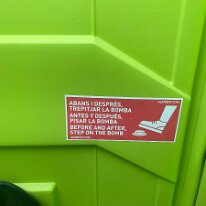 ABANS I DESPRÉS,
TREPITJAR LA BOMBA
ANTES Y DESPUÉS,
PISAR LA BOMBA
BEFORE AND AFTER,
STEP ON THE BOMB